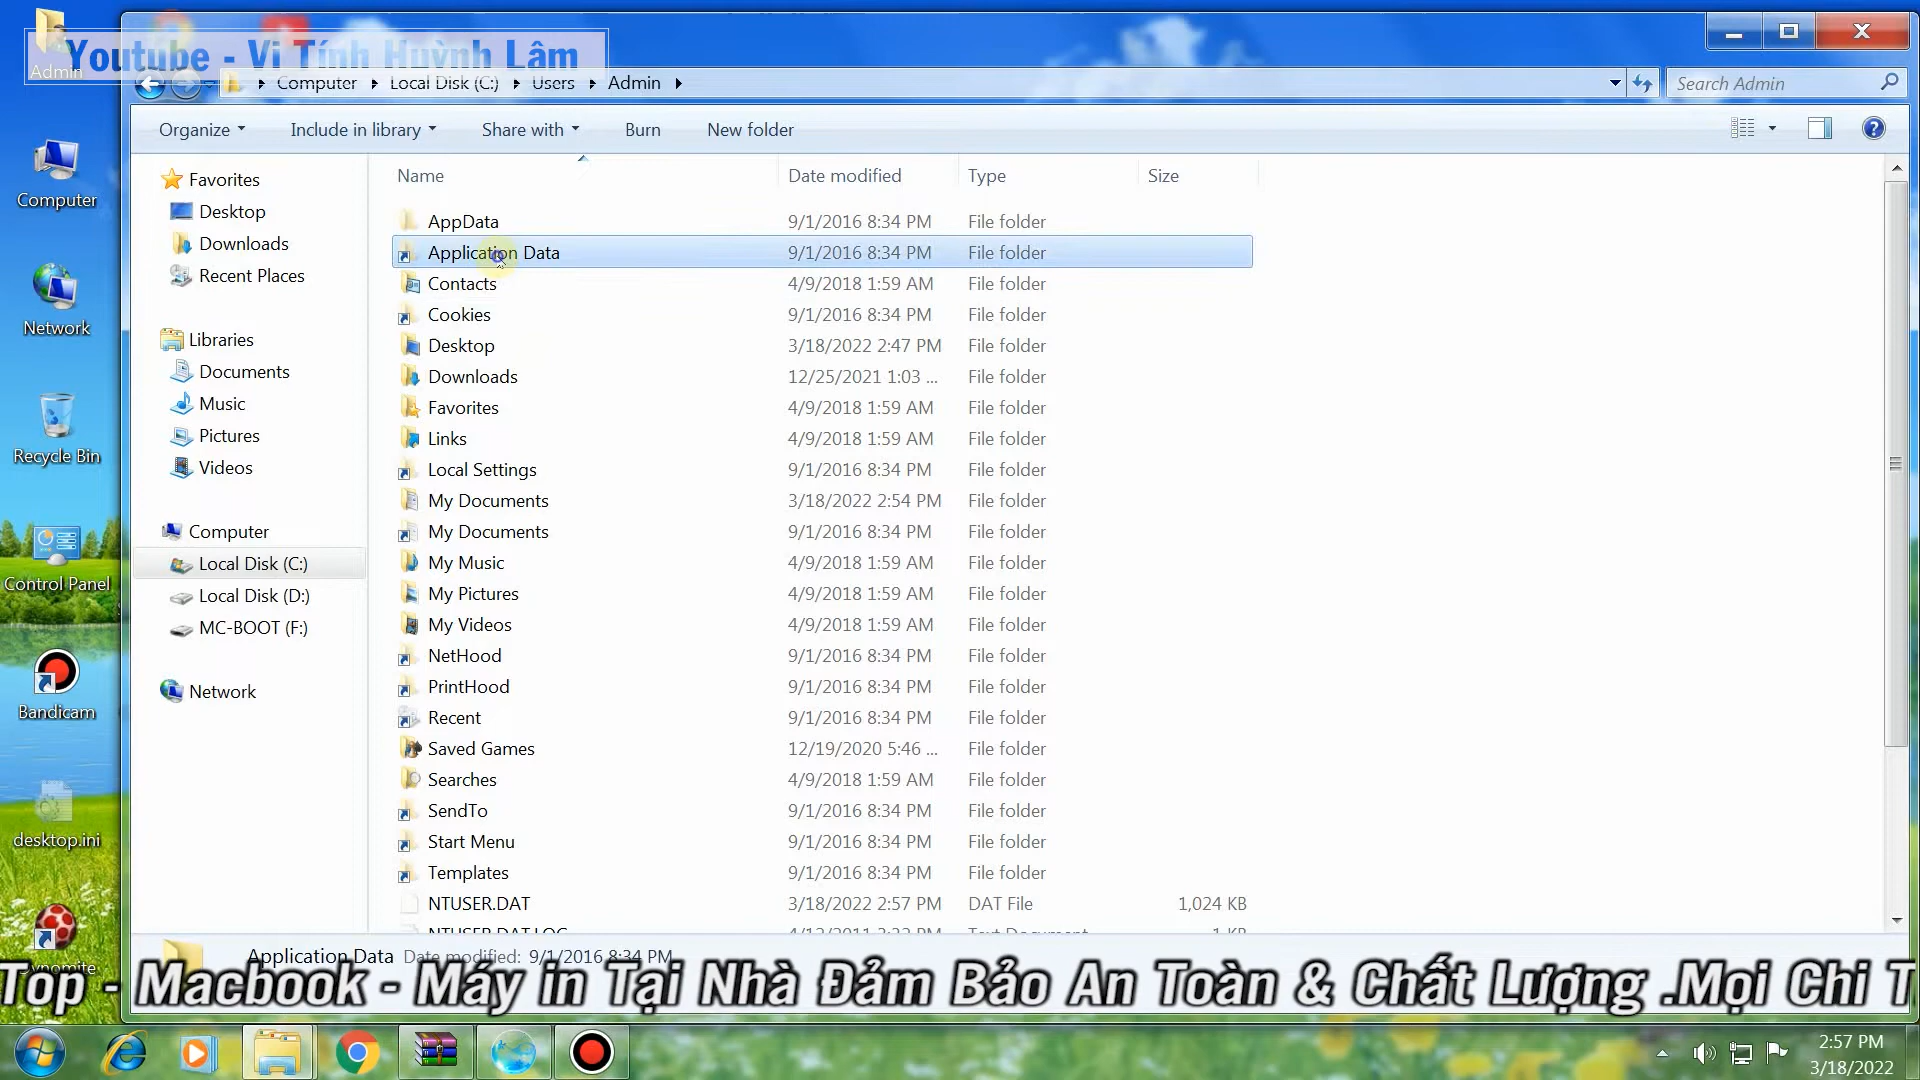 Admin
Youtube - Vi Tính Huỳnh Lâm
Computer
Local Disk (C:)
Users
Admin
Search Admin
Organize
Include in library
Share with
Burn
New folder
Name
Date modified
Type
Size
Computer
Network
Recycle Bin
Control Panel
Bandicam
desktop.ini
Favorites
Desktop
Downloads
Recent Places
Libraries
Documents
Music
Pictures
Videos
Computer
Local Disk (C:)
Local Disk (D:)
MC-BOOT (F:)
Network
AppData 9/1/2016 8:34 PM File folder
Application Data 9/1/2016 8:34 PM File folder
Contacts 4/9/2018 1:59 AM File folder
Cookies 9/1/2016 8:34 PM File folder
Desktop 3/18/2022 2:47 PM File folder
Downloads 12/25/2021 1:03 ... File folder
Favorites 4/9/2018 1:59 AM File folder
Links 4/9/2018 1:59 AM File folder
Local Settings 9/1/2016 8:34 PM File folder
My Documents 3/18/2022 2:54 PM File folder
My Documents 9/1/2016 8:34 PM File folder
My Music 4/9/2018 1:59 AM File folder
My Pictures 4/9/2018 1:59 AM File folder
My Videos 4/9/2018 1:59 AM File folder
NetHood 9/1/2016 8:34 PM File folder
PrintHood 9/1/2016 8:34 PM File folder
Recent 9/1/2016 8:34 PM File folder
Saved Games 12/19/2020 5:46 ... File folder
Searches 4/9/2018 1:59 AM File folder
SendTo 9/1/2016 8:34 PM File folder
Start Menu 9/1/2016 8:34 PM File folder
Templates 9/1/2016 8:34 PM File folder
NTUSER.DAT 3/18/2022 2:57 PM DAT File 1,024 KB
Application Data Date modified: 9/1/2016 8:34 PM
Top - Macbook - Máy in Tại Nhà Đảm Bảo An Toàn & Chất Lượng .Mọi Chi T
2:57 PM
3/18/2022